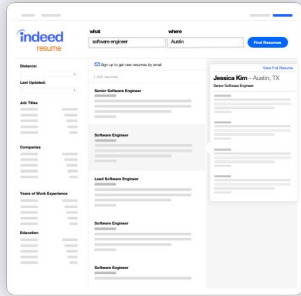 what
where
indeed
resume
software engineer
Austin
Find Resumes
Distance:
Last Updated:
Job Titles
Companies
Years of Work Experience
Education
Sign up to get new resumes by email
Senior Software Engineer
Software Engineer
Lead Software Engineer
Software Engineer
Software Engineer
View Full Resume
Jessica Kim – Austin, TX
Senior Software Engineer